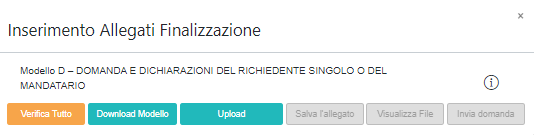 ×
Inserimento Allegati Finalizzazione
Modello D – DOMANDA E DICHIARAZIONI DEL RICHIEDENTE SINGOLO O DEL
MANDATARIO
Verifica Tutto Download Modello Upload Salva l'allegato Visualizza File Invia domanda